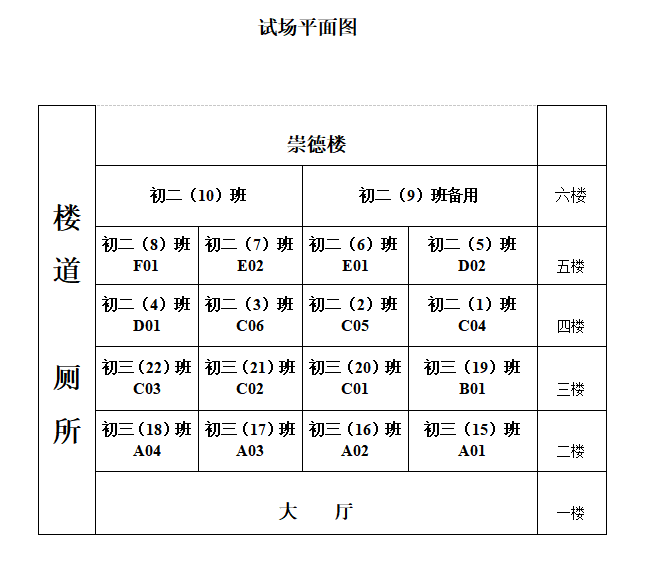 试场平面图
崇德楼
初二（10）班 初二（9）班备用 六楼
初二（8）班 初二（7）班 初二（6）班 初二（5）班
F01 E02 E01 D02 五楼
初二（4）班 初二（3）班 初二（2）班 初二（1）班
D01 C06 C05 C04 四楼
初三（22）班 初三（21）班 初三（20）班 初三（19）班
C03 C02 C01 B01 三楼
初三（18）班 初三（17）班 初三（16）班 初三（15）班
A04 A03 A02 A01 二楼
大 厅 一楼
楼
道
厕
所